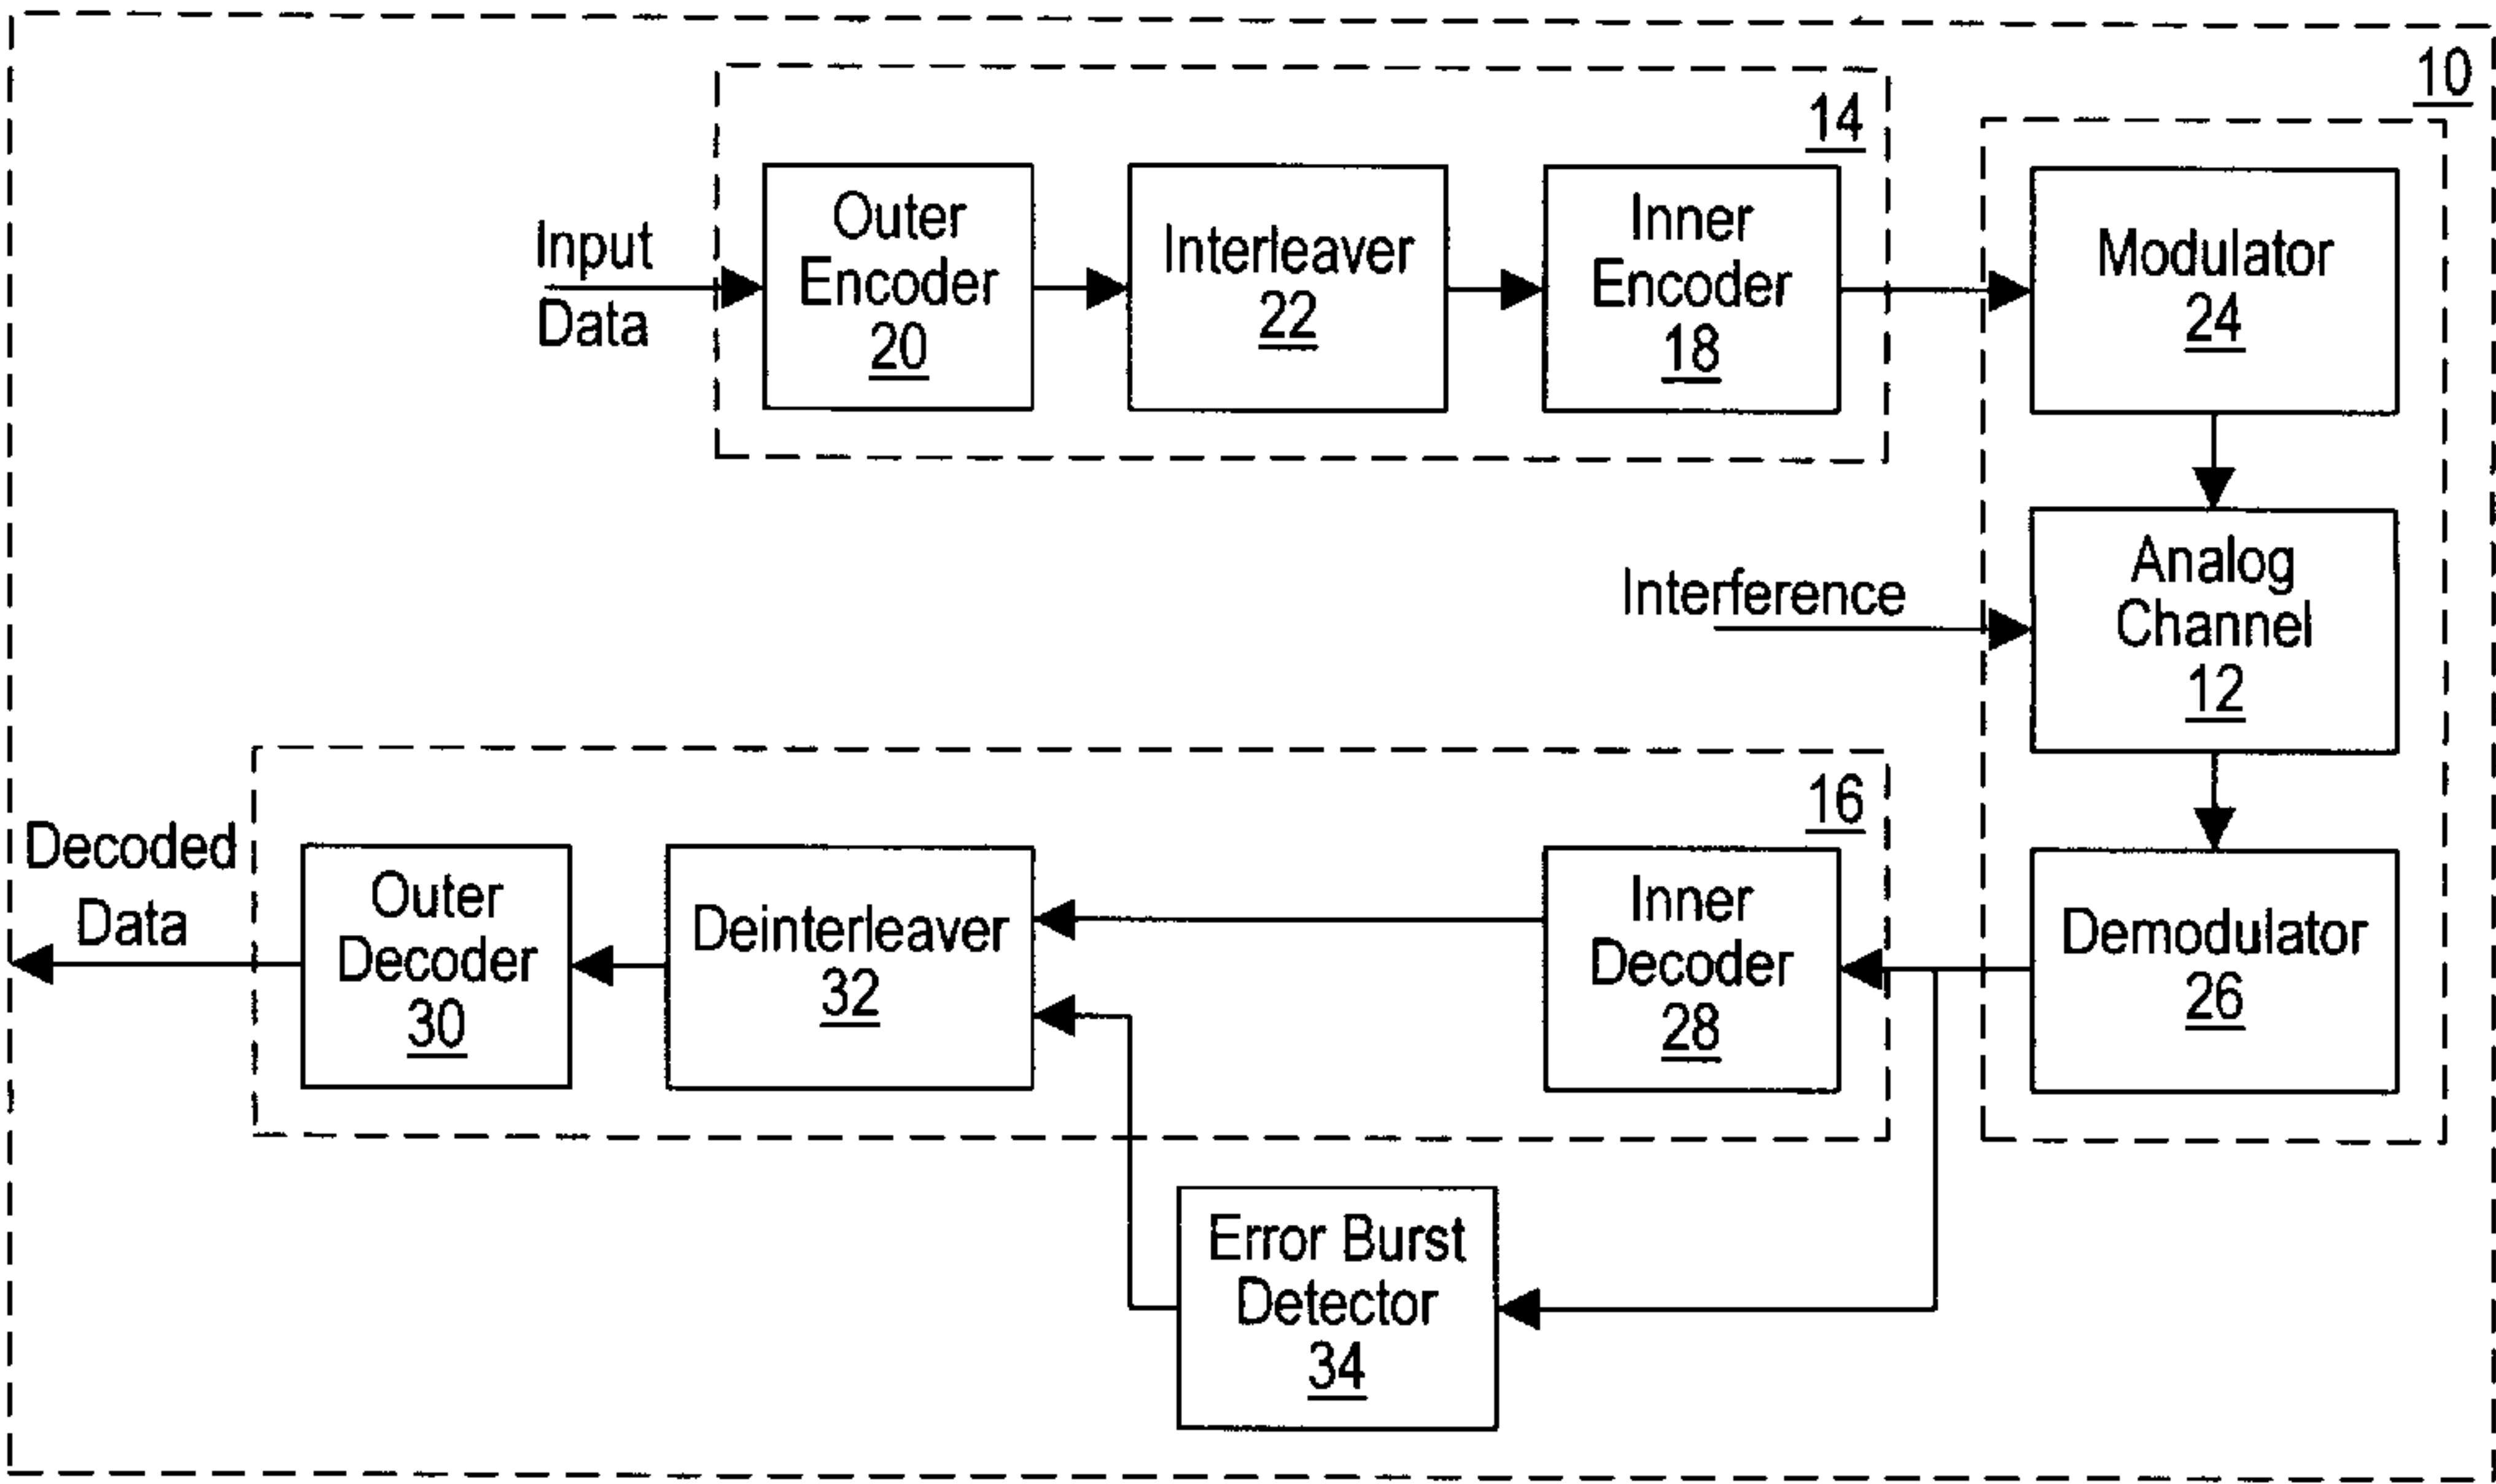 10
14
Input
Data
Outer
Encoder
20
Interleaver
22
Inner
Encoder
18
Modulator
24
Interference
Analog
Channel
12
16
Decoded
Data
Outer
Decoder
30
Deinterleaver
32
Inner
Decoder
28
Demodulator
26
Error Burst
Detector
34